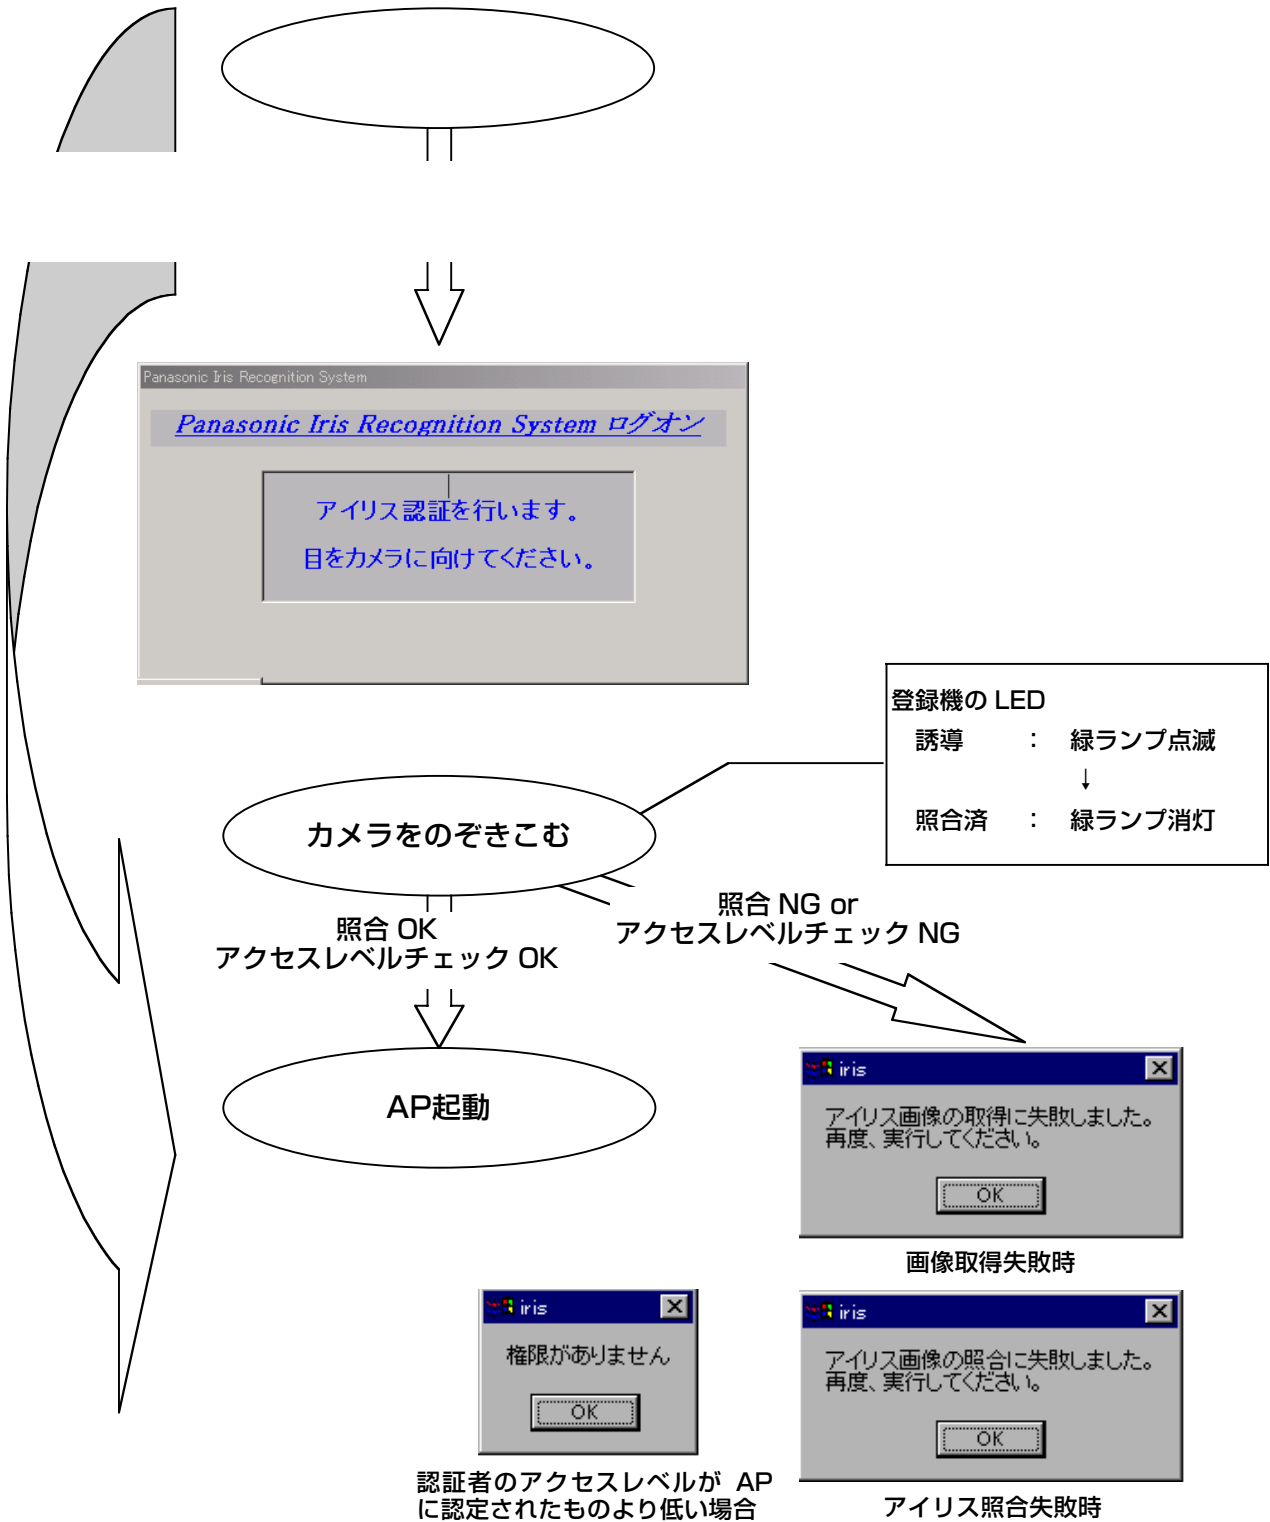 Panasonic Iris Recognition System
Panasonic Iris Recognition System ログオン
アイリス認証を行います。
目をカメラに向けてください。
登録機の LED
誘導 : 緑ランプ点滅
↓
照合済 : 緑ランプ消灯
カメラをのぞきこむ
照合 OK
アクセスレベルチェック OK
照合 NG or
アクセスレベルチェック NG
AP起動
iris
アイリス画像の取得に失敗しました。
再度、実行してください。
OK
画像取得失敗時
iris
権限がありません
OK
認証者のアクセスレベルが AP
に認定されたものより低い場合
iris
アイリス画像の照合に失敗しました。
再度、実行してください。
OK
アイリス照合失敗時